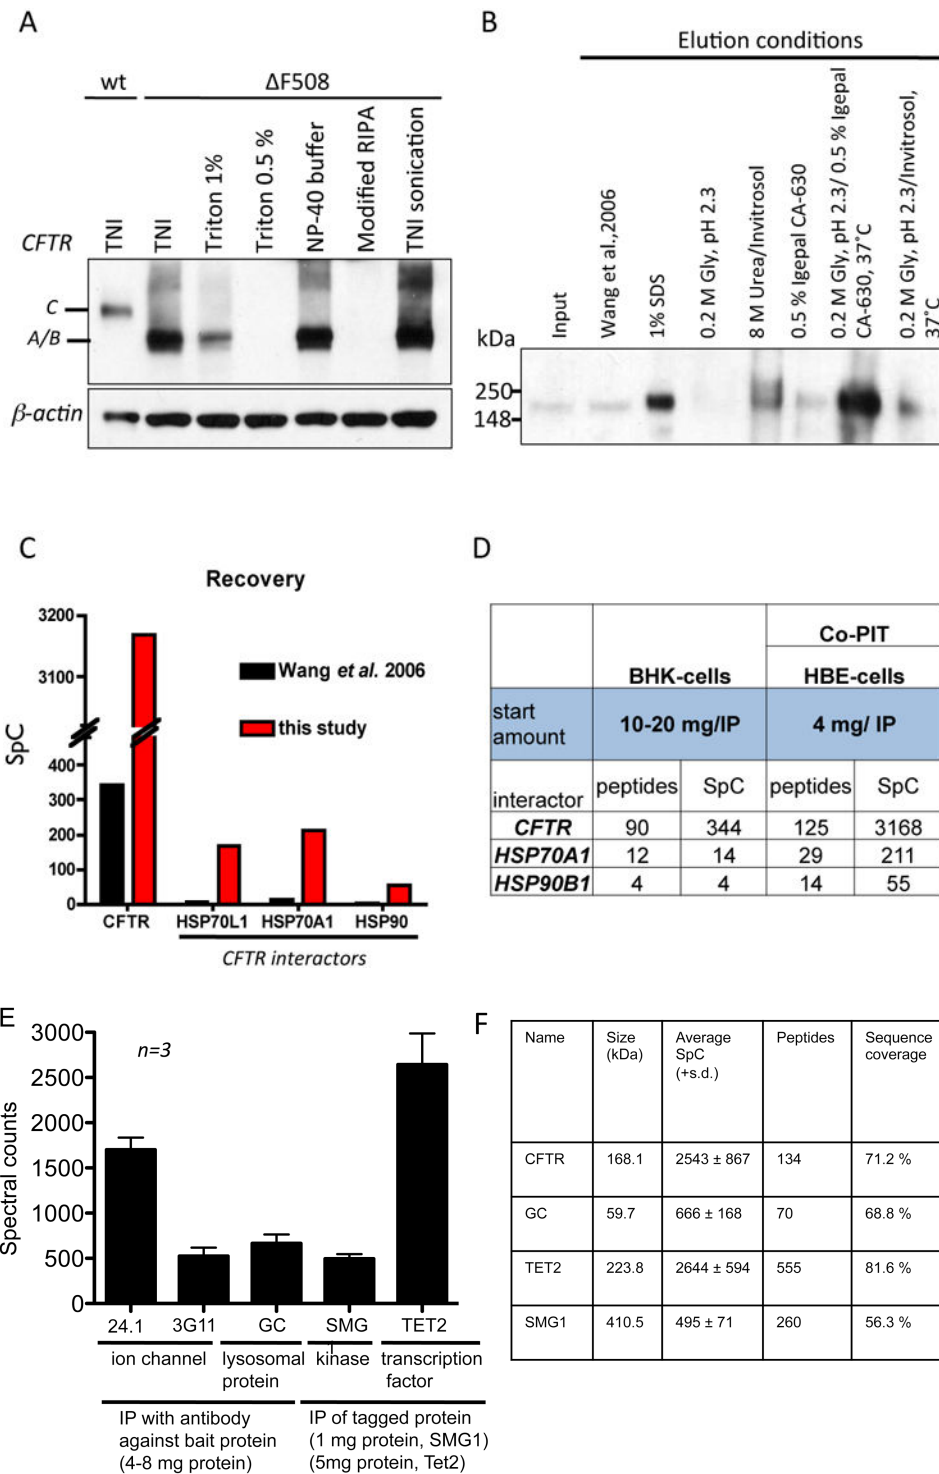 A
wt
ΔF508
CFTR
TNI
TNI
Triton 1%
Triton 0.5 %
NP-40 buffer
Modified RIPA
TNI sonication
C
A/B
β-actin
B
Elution conditions
kDa
Input
Wang et al.,2006
1% SDS
0.2 M Gly, pH 2.3
8 M Urea/Invitrosol
0.5 % Igepal CA-630
0.2 M Gly, pH 2.3/ 0.5 % Igepal
CA-630, 37˚C
0.2 M Gly, pH 2.3/Invitrosol,
37˚C
250
148
C
Recovery
SpC
3200
3100
400
300
200
100
0
Wang et al. 2006
this study
CFTR HSP70L1 HSP70A1 HSP90
CFTR interactors
D
Co-PIT
BHK-cells HBE-cells
start
amount 10-20 mg/IP 4 mg/ IP
interactor peptides SpC peptides SpC
CFTR 90 344 125 3168
HSP70A1 12 14 29 211
HSP90B1 4 4 14 55
E
Spectral counts
n=3
3000
2500
2000
1500
1000
500
0
24.1 3G11 GC SMG TET2
ion channel lysosomal
protein kinase transcription
factor
IP with antibody
against bait protein
(4-8 mg protein)
IP of tagged protein
(1 mg protein, SMG1)
(5mg protein, Tet2)
F
Name Size
(kDa) Average
SpC
(+s.d.) Peptides Sequence
coverage
CFTR 168.1 2543 ± 867 134 71.2 %
GC 59.7 666 ± 168 70 68.8 %
TET2 223.8 2644 ± 594 555 81.6 %
SMG1 410.5 495 ± 71 260 56.3 %